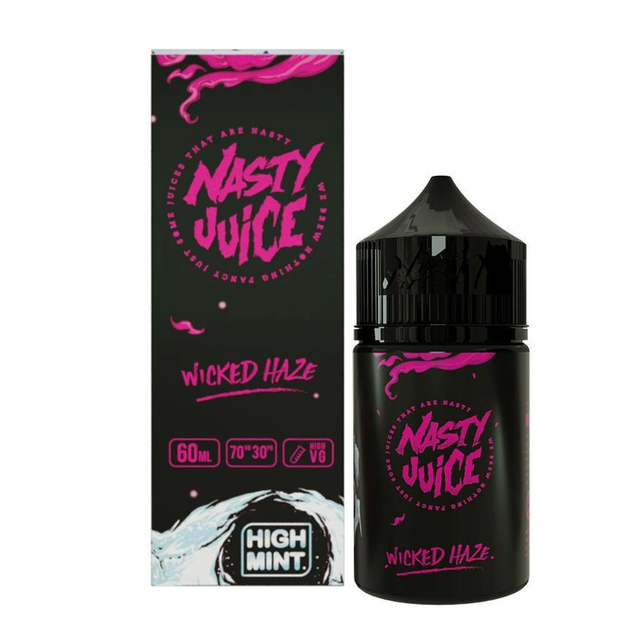 WE BREW NOTHING FANCY JUST SOME JUICES THAT ARE NASTY
NASTY
JUICE
WICKED HAZE
60ML
70VG 30PG
HIGH
VG
HIGH
MINT.
NASTY
WE BREW NOTHING FANCY JUST SOME JUICES THAT ARE NASTY
NASTY
JUICE
WICKED HAZE.